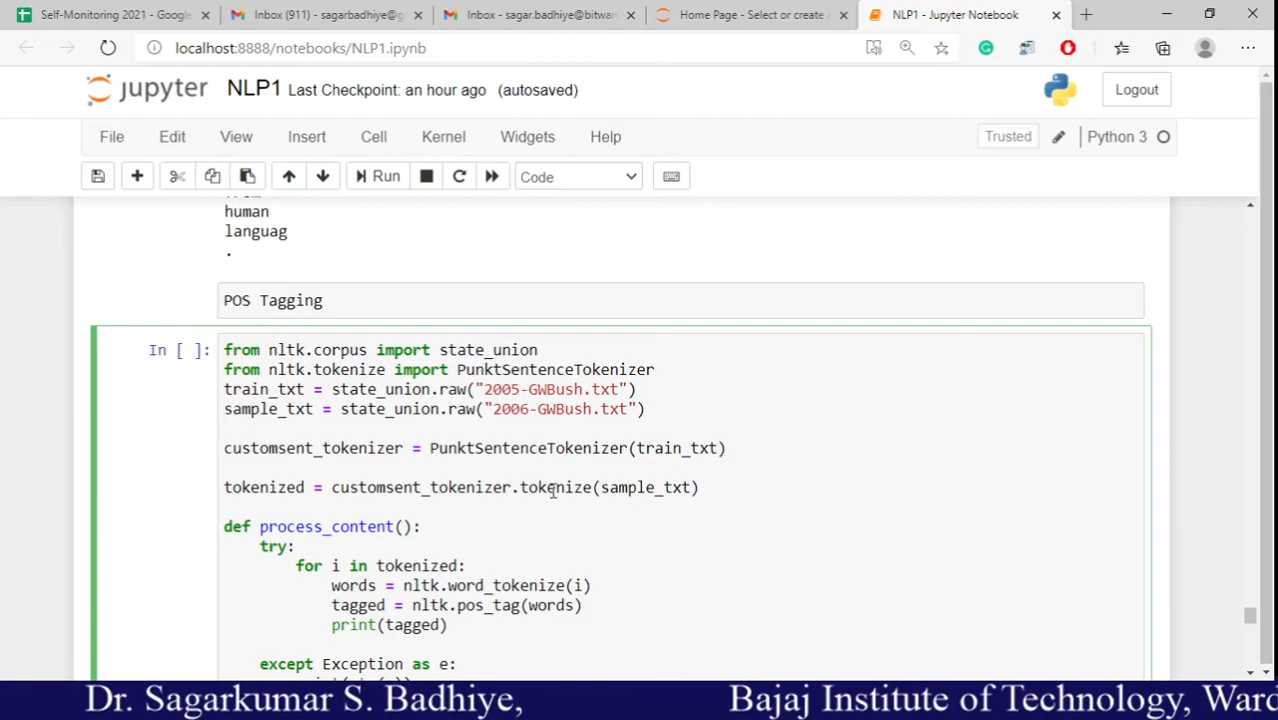 Self-Monitoring 2021 - Google
Inbox (911) - sagarbadhiye@g
Inbox - sagar.badhiye@bitwar
Home Page - Select or create a
NLP1 - Jupyter Notebook
localhost:8888/notebooks/NLP1.ipynb
jupyter NLP1 Last Checkpoint: an hour ago (autosaved)
Logout
File Edit View Insert Cell Kernel Widgets Help
Trusted
Python 3
Run
Code
human
languag
.
POS Tagging
In [ ]:
from nltk.corpus import state_union
from nltk.tokenize import PunktSentenceTokenizer
train_txt = state_union.raw("2005-GWBush.txt")
sample_txt = state_union.raw("2006-GWBush.txt")
customsent_tokenizer = PunktSentenceTokenizer(train_txt)
tokenized = customsent_tokenizer.tokenize(sample_txt)
def process_content():
try:
for i in tokenized:
words = nltk.word_tokenize(i)
tagged = nltk.pos_tag(words)
print(tagged)
except Exception as e:
Dr. Sagarkumar S. Badhiye,
Bajaj Institute of Technology, Ward